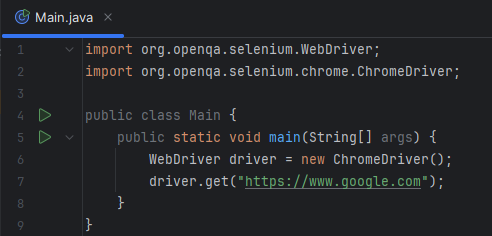 Main.java
1 import org.openqa.selenium.WebDriver;
2 import org.openqa.selenium.chrome.ChromeDriver;
3
4 public class Main {
5 public static void main(String[] args) {
6 WebDriver driver = new ChromeDriver();
7 driver.get("https://www.google.com");
8 }
9 }